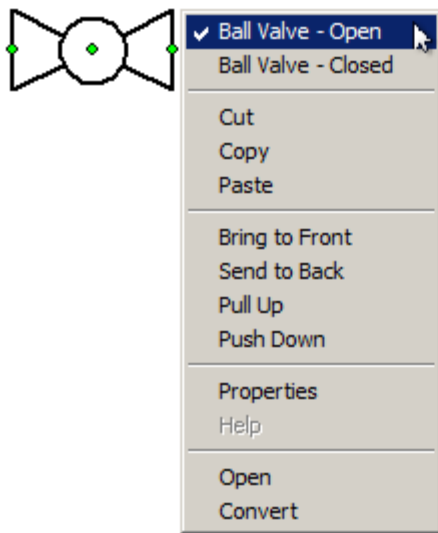 Ball Valve - Open
Ball Valve - Closed
Cut
Copy
Paste
Bring to Front
Send to Back
Pull Up
Push Down
Properties
Help
Open
Convert